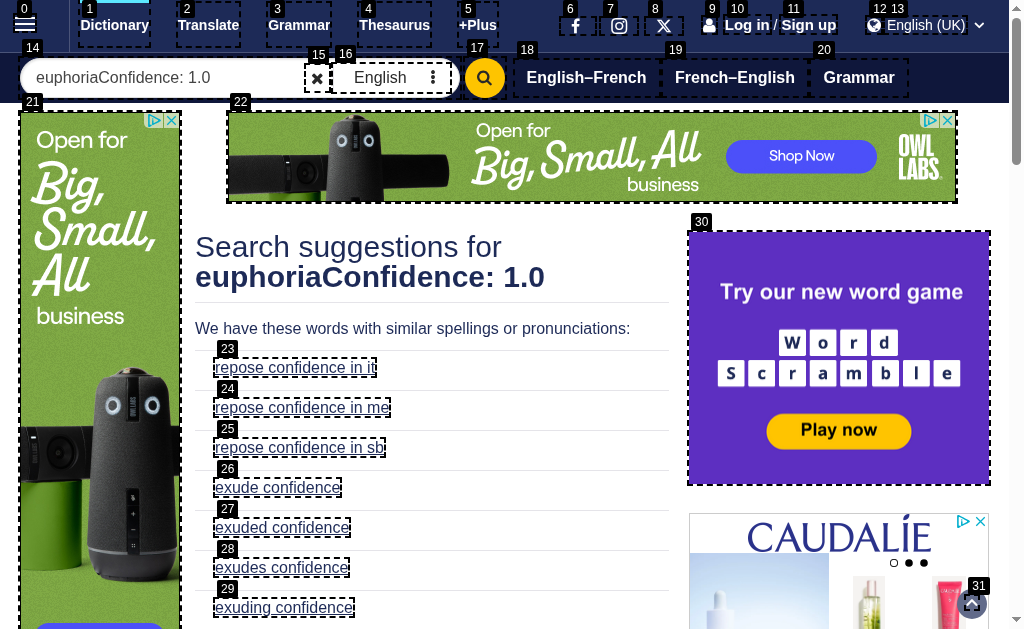 0
1
2
3
4
5
6
7
8
9
10
11
12
13
Dictionary
Translate
Grammar
Thesaurus
+Plus
Log in / Sign up
English (UK)
14
15
16
17
18
19
20
euphoriaConfidence: 1.0
English
English–French
French–English
Grammar
21
22
Open for
Big,
Small,
All
business
Open for
Big, Small, All
business
Shop Now
OWL
LABS
Search suggestions for
euphoriaConfidence: 1.0
We have these words with similar spellings or pronunciations:
23
repose confidence in it
24
repose confidence in me
25
repose confidence in sb
26
exude confidence
27
exuded confidence
28
exudes confidence
29
exuding confidence
30
Try our new word game
Word
Scramble
Play now
CAUDALÍE
31